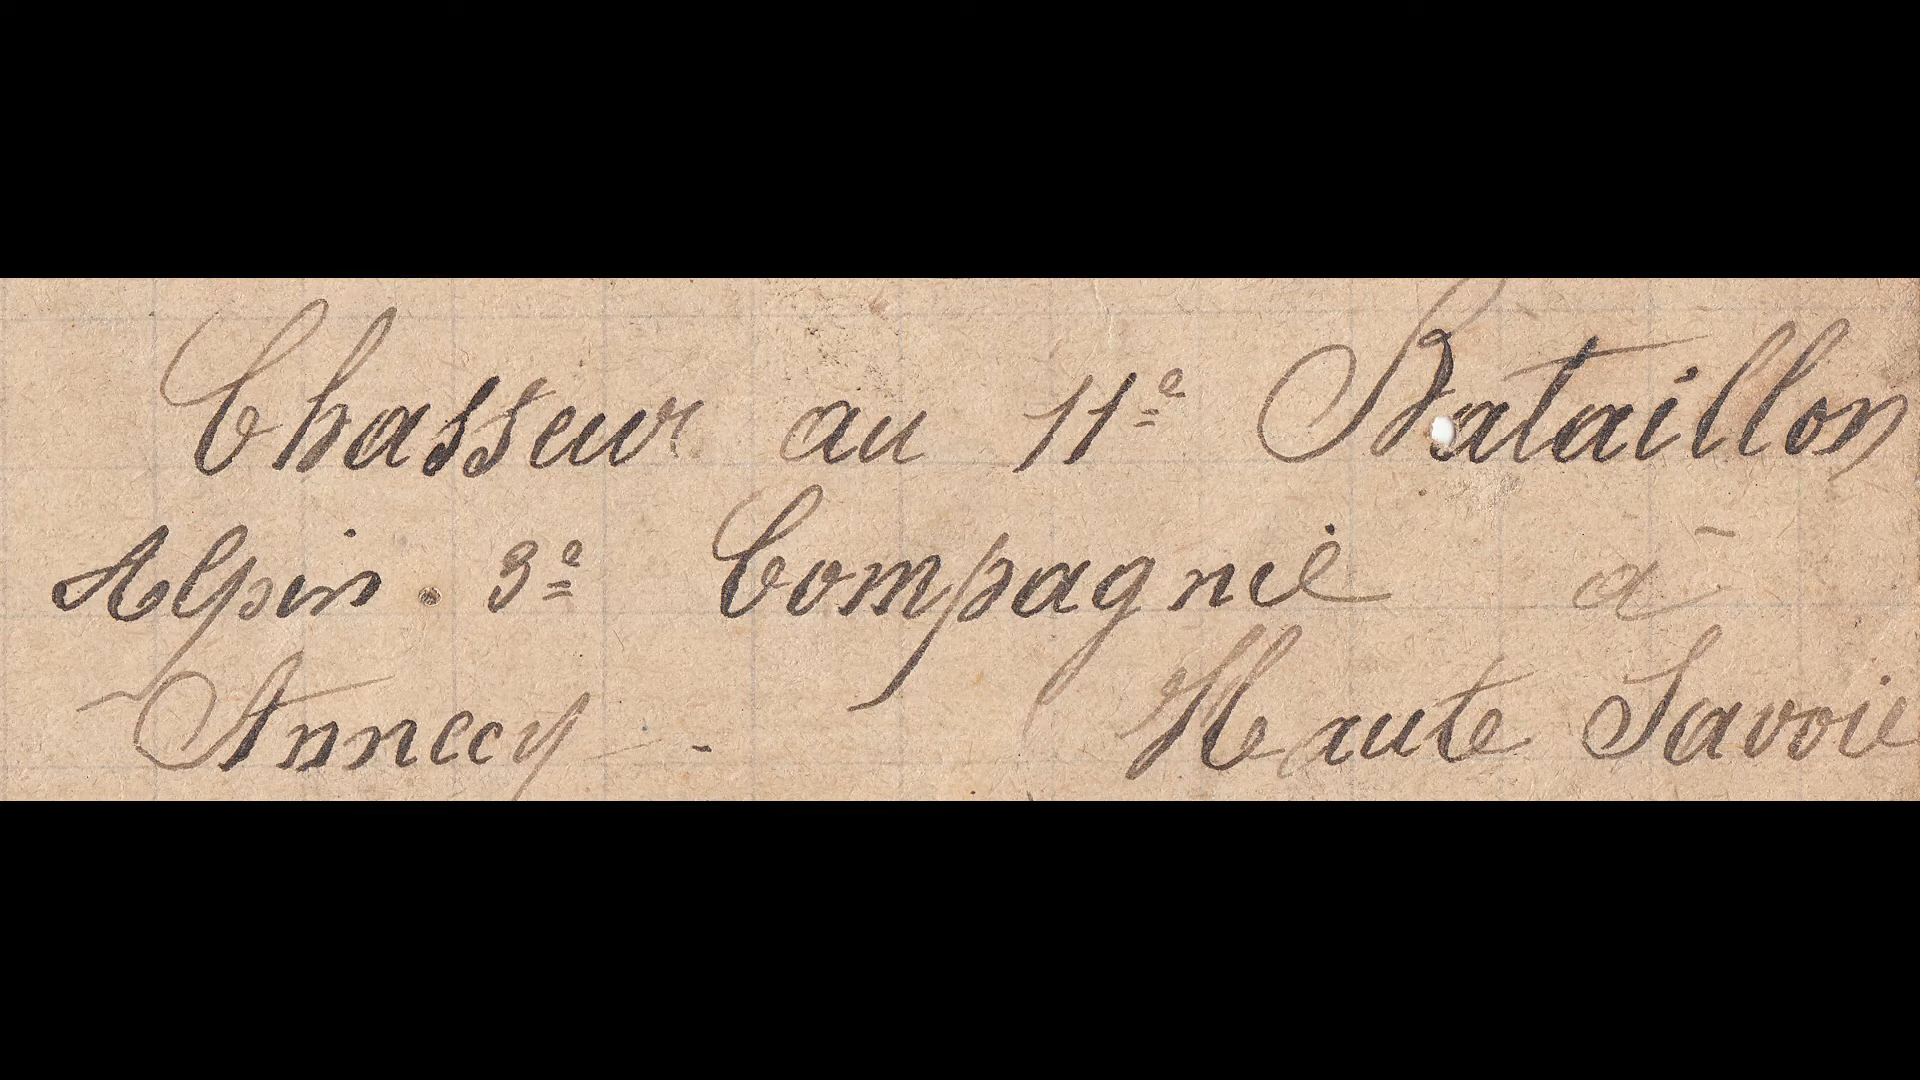 Chasseur au 11e Bataillon
Alpin. 3e Compagnie à
Annecy - Haute Savoie